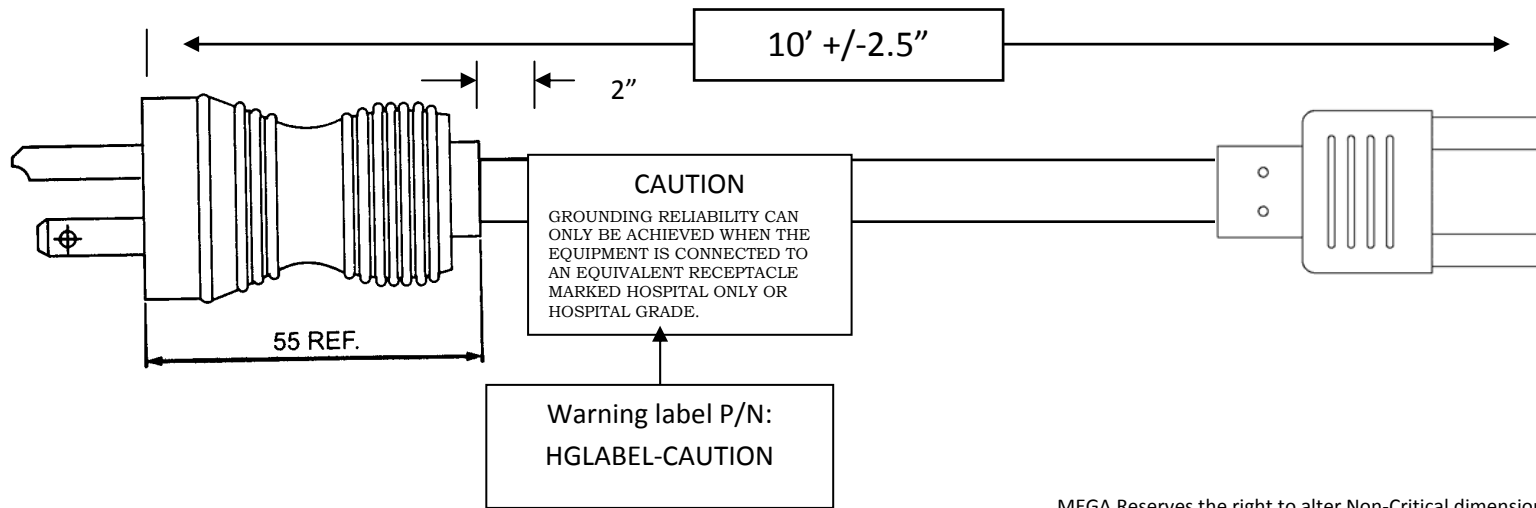 10’ +/-2.5”
2”
CAUTION
GROUNDING RELIABILITY CAN
ONLY BE ACHIEVED WHEN THE
EQUIPMENT IS CONNECTED TO
AN EQUIVALENT RECEPTACLE
MARKED HOSPITAL ONLY OR
HOSPITAL GRADE.
55 REF.
Warning label P/N:
HGLABEL-CAUTION
MEGA Reserves the right to alter Non-Critical dimension